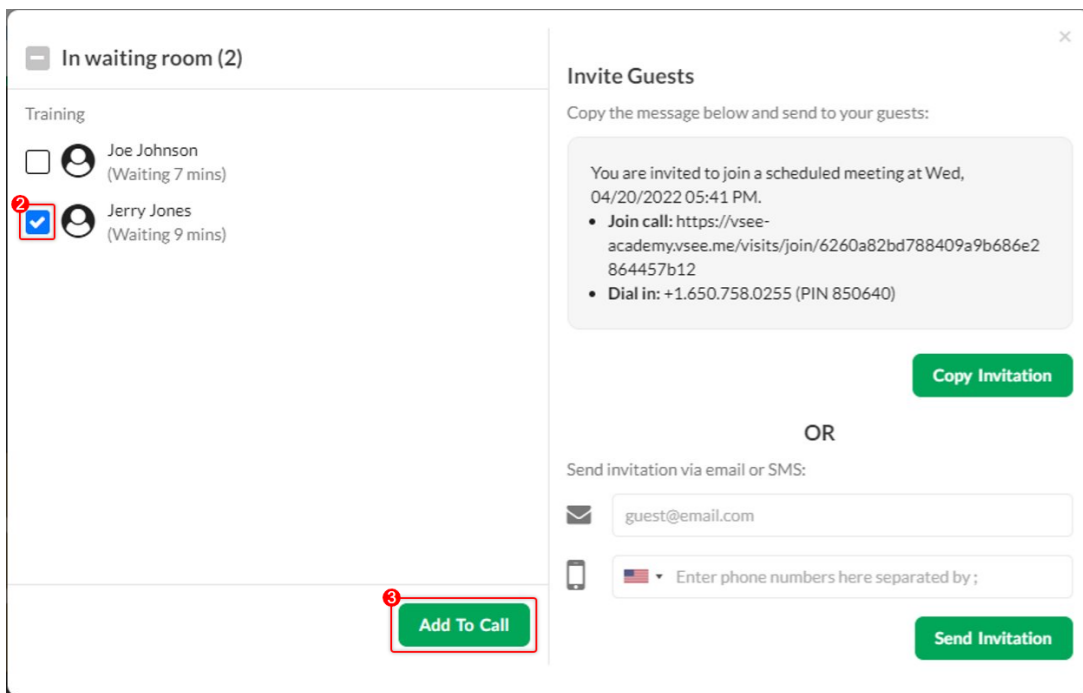 In waiting room (2)
Training
Joe Johnson
(Waiting 7 mins)
2
Jerry Jones
(Waiting 9 mins)
3
Add To Call
×
Invite Guests
Copy the message below and send to your guests:
You are invited to join a scheduled meeting at Wed,
04/20/2022 05:41 PM.
• Join call: https://vsee-
academy.vsee.me/visits/join/6260a82bd788409a9b686e2
864457b12
• Dial in: +1.650.758.0255 (PIN 850640)
Copy Invitation
OR
Send invitation via email or SMS:
guest@email.com
Enter phone numbers here separated by ;
Send Invitation